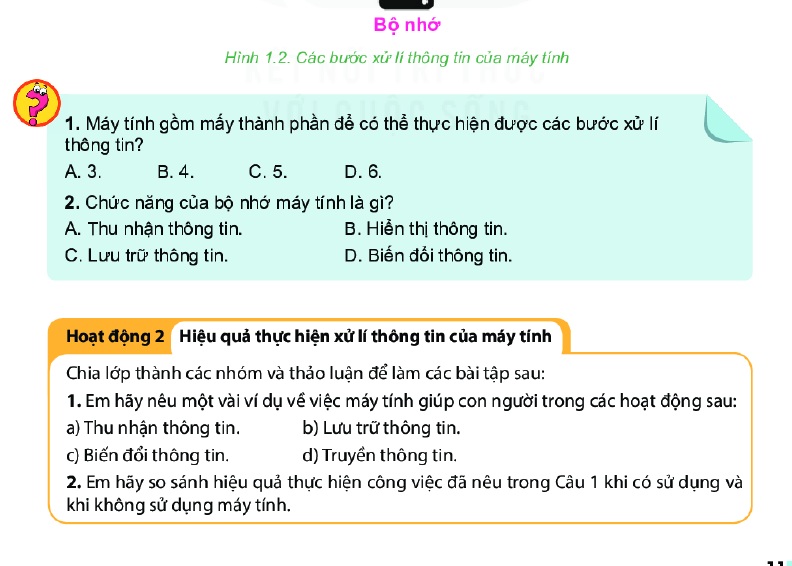 Bộ nhớ
Hình 1.2. Các bước xử lí thông tin của máy tính
KẾT NỐI TRI THỨC
VỚI CUỘC SỐNG
1. Máy tính gồm mấy thành phần để có thể thực hiện được các bước xử lí
thông tin?
A. 3. B. 4. C. 5. D. 6.
2. Chức năng của bộ nhớ máy tính là gì?
A. Thu nhận thông tin. B. Hiển thị thông tin.
C. Lưu trữ thông tin. D. Biến đổi thông tin.
Hoạt động 2 Hiệu quả thực hiện xử lí thông tin của máy tính
Chia lớp thành các nhóm và thảo luận để làm các bài tập sau:
1. Em hãy nêu một vài ví dụ về việc máy tính giúp con người trong các hoạt động sau:
a) Thu nhận thông tin. b) Lưu trữ thông tin.
c) Biến đổi thông tin. d) Truyền thông tin.
2. Em hãy so sánh hiệu quả thực hiện công việc đã nêu trong Câu 1 khi có sử dụng và
khi không sử dụng máy tính.